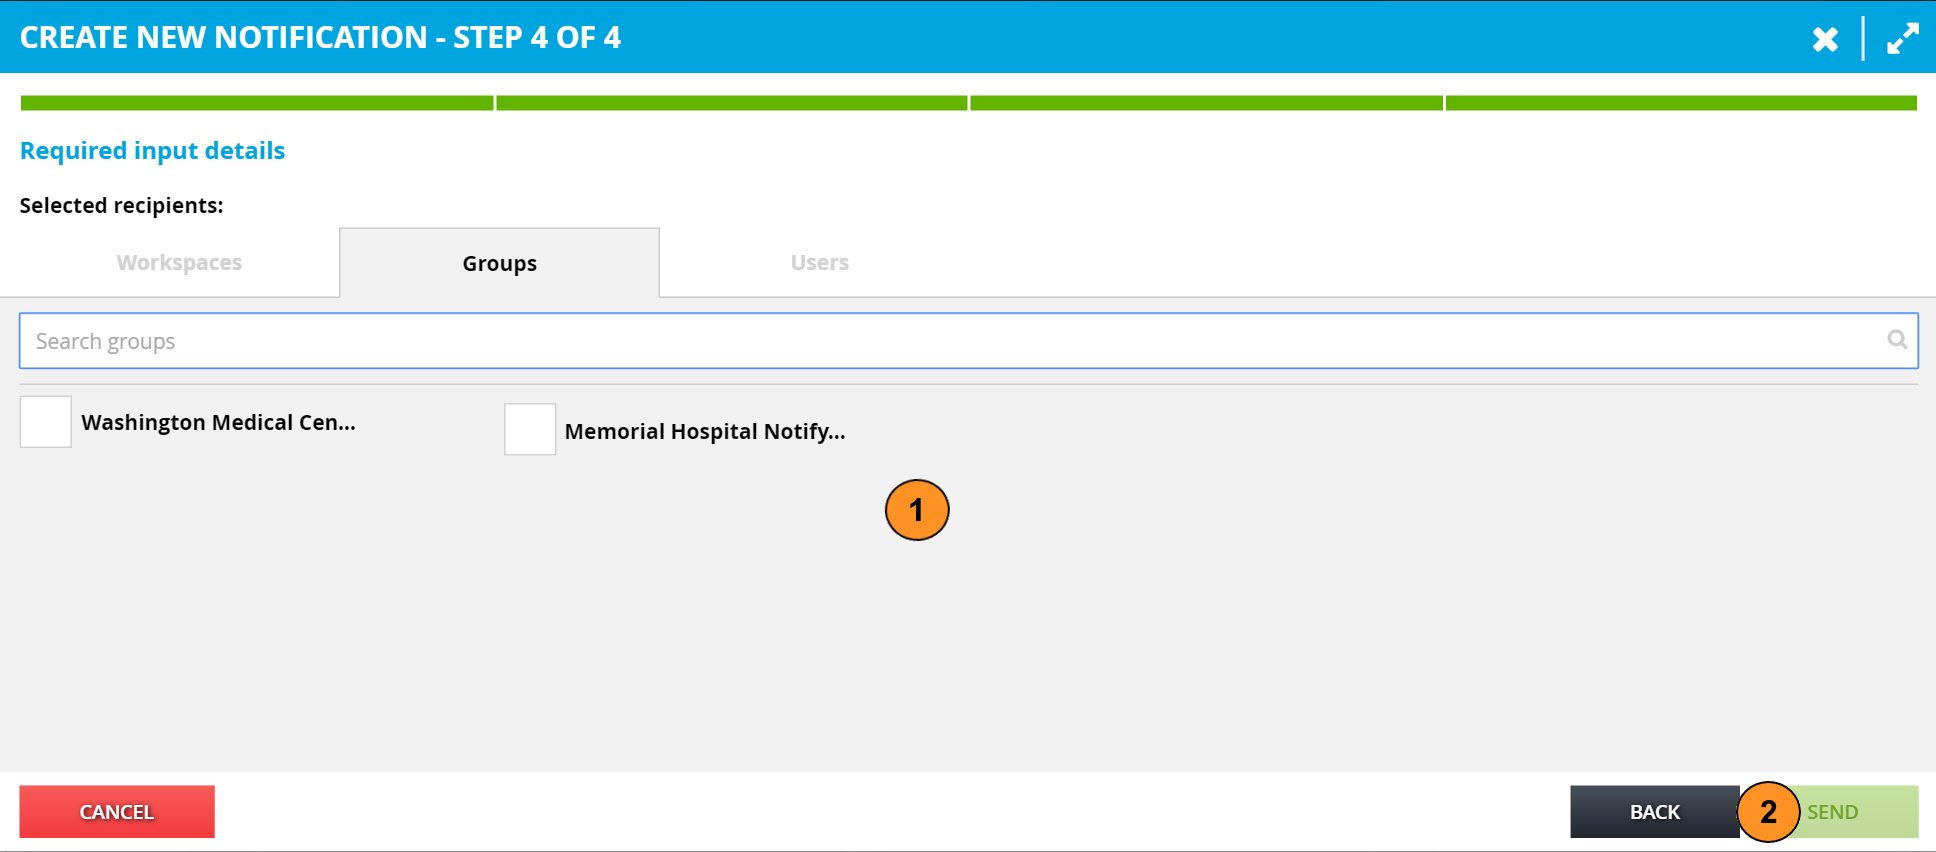 CREATE NEW NOTIFICATION - STEP 4 OF 4
Required input details
Selected recipients:
Workspaces Groups Users
Search groups
Washington Medical Cen... Memorial Hospital Notify...
1
CANCEL BACK 2 SEND